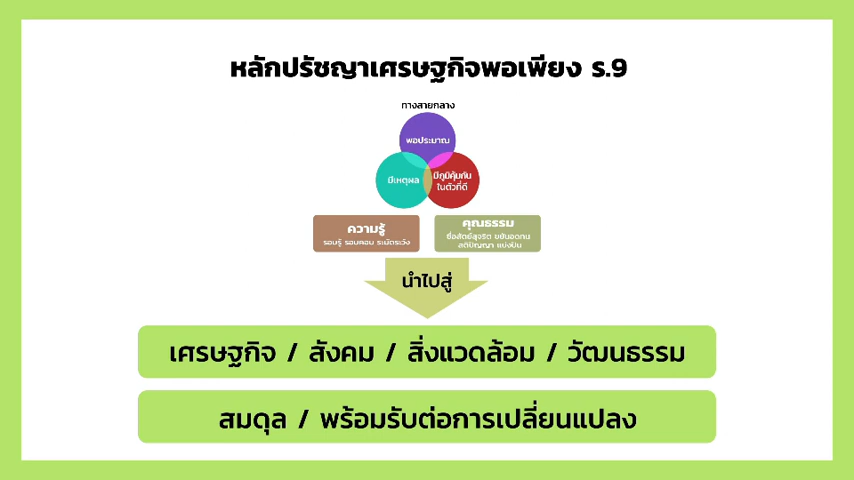 หลักปรัชญาเศรษฐกิจพอเพียง ร.9
ทางสายกลาง
พอประมาณ
มีเหตุผล
มีภูมิคุ้มกัน
ในตัวที่ดี
ความรู้
รอบรู้ รอบคอบ ระมัดระวัง
คุณธรรม
ซื่อสัตย์สุจริต ขยันอดทน
สติปัญญา แบ่งปัน
นำไปสู่
เศรษฐกิจ / สังคม / สิ่งแวดล้อม / วัฒนธรรม
สมดุล / พร้อมรับต่อการเปลี่ยนแปลง